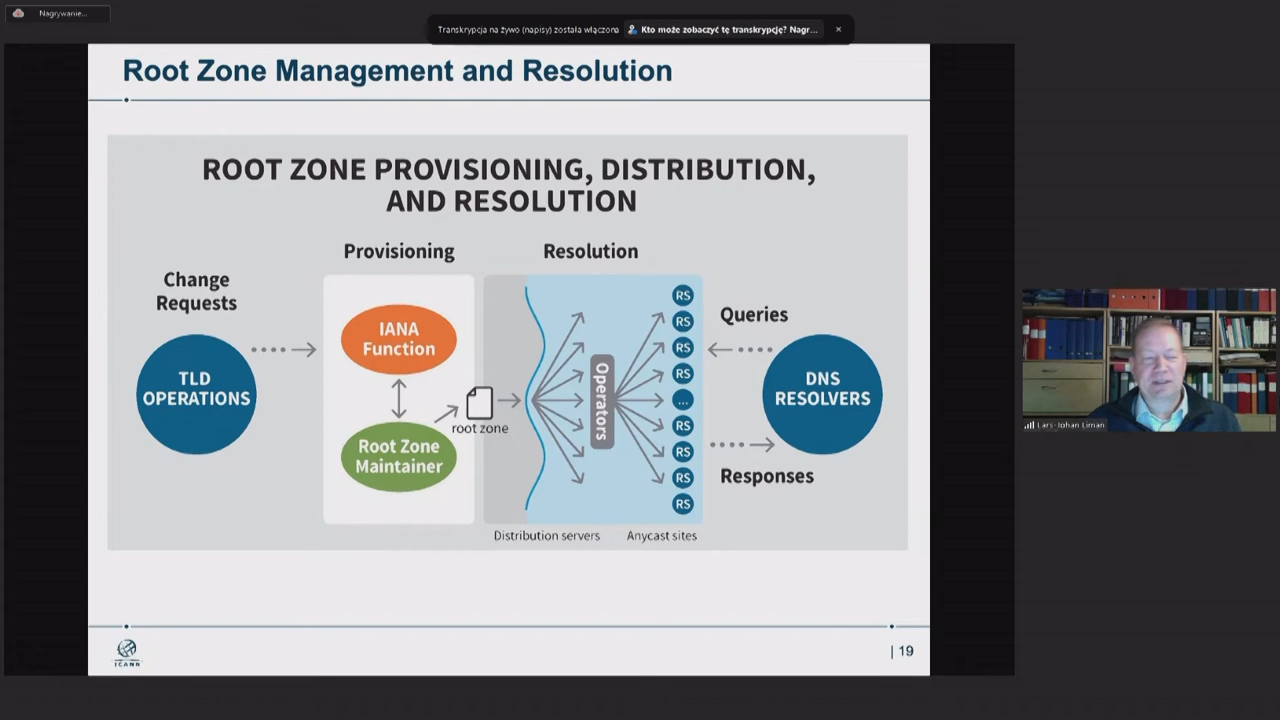 Nagrywanie...
Transkrypcja na żywo (napisy) została włączona Kto może zobaczyć tę transkrypcję? Nagr...
Root Zone Management and Resolution
ROOT ZONE PROVISIONING, DISTRIBUTION,
AND RESOLUTION
Provisioning
Resolution
Change
Requests
TLD
OPERATIONS
IANA
Function
Root Zone
Maintainer
root zone
Operators
RS
RS
RS
RS
...
RS
RS
RS
RS
Distribution servers
Anycast sites
Queries
DNS
RESOLVERS
Responses
Lars-Johan Liman
ICANN
| 19